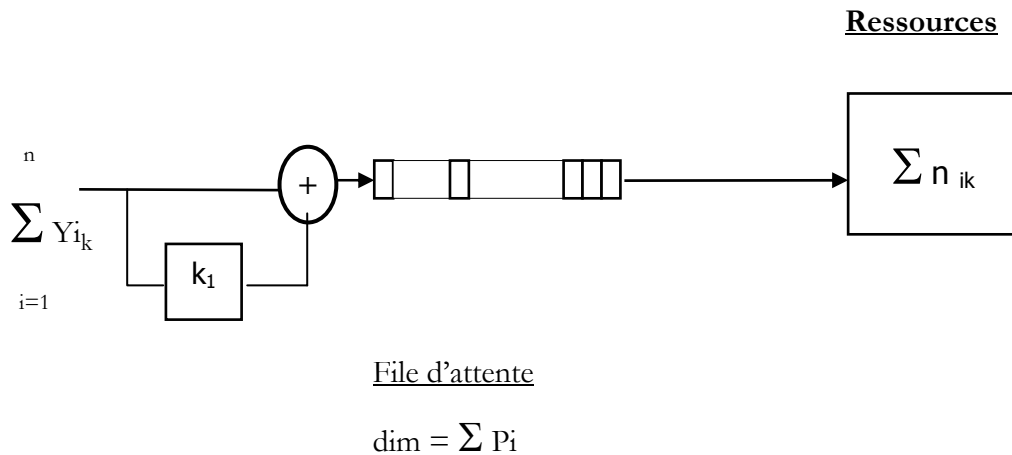 Ressources
n
∑ Yi_k
i=1
+
k₁
∑ n ik
File d’attente
dim = ∑ Pi